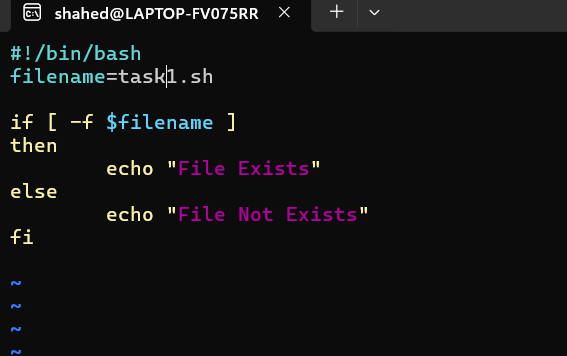 shahed@LAPTOP-FV075RR
#!/bin/bash
filename=task1.sh
if [ -f $filename ]
then
echo "File Exists"
else
echo "File Not Exists"
fi
~
~
~
~